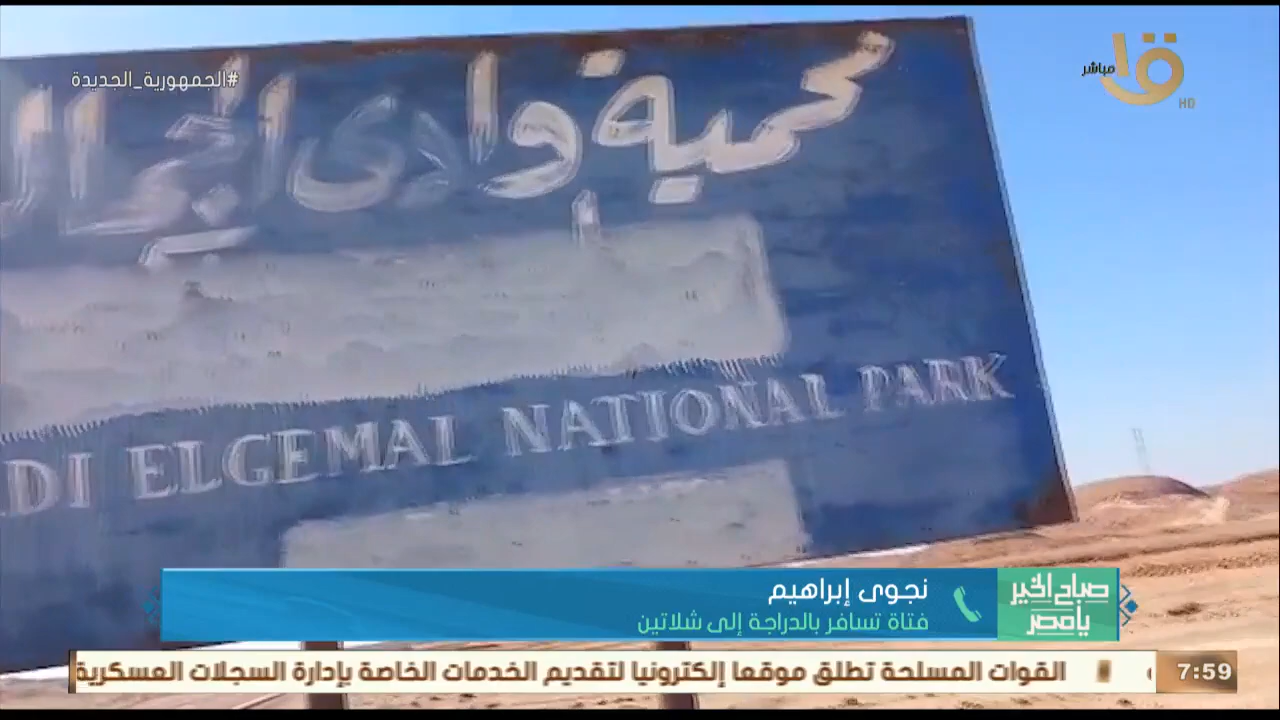 #الجمهورية_الجديدة
مباشر
HD
محمية وادى الجمال
DI ELGEMAL NATIONAL PARK
نجوى إبراهيم
فتاة تسافر بالدراجة إلى شلاتين
صباح الخير
يا مصر
القوات المسلحة تطلق موقعا إلكترونيا لتقديم الخدمات الخاصة بإدارة السجلات العسكرية
7:59